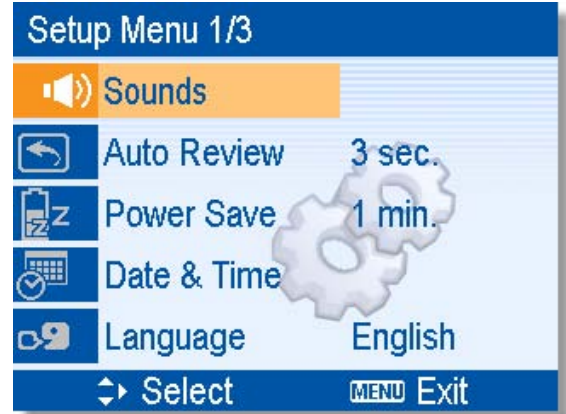 Setup Menu 1/3
Sounds
Auto Review 3 sec.
Power Save 1 min.
Date & Time
Language English
Select MENU Exit